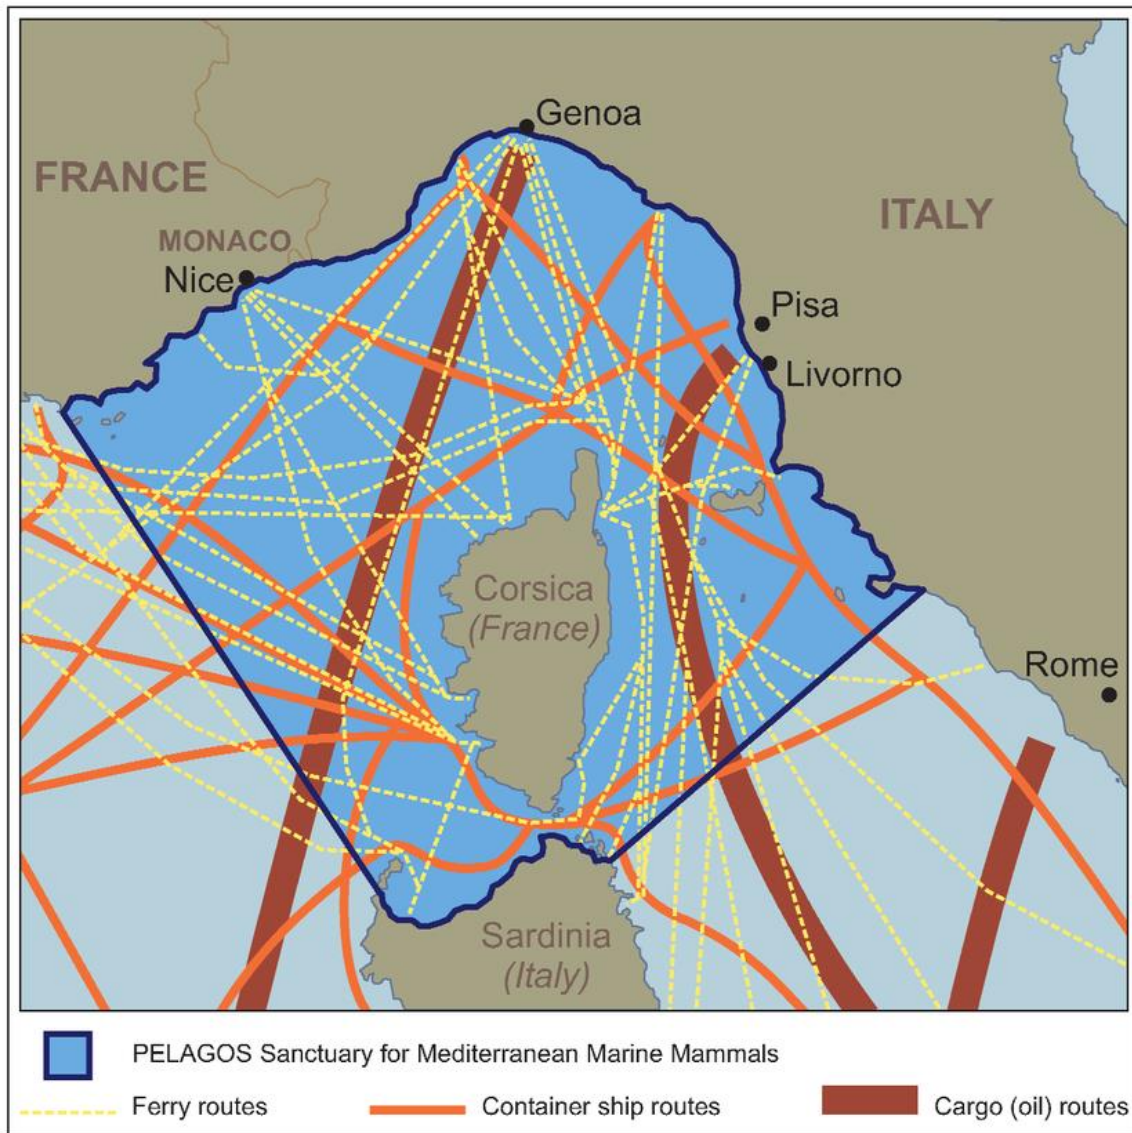 Genoa
FRANCE
ITALY
MONACO
Nice
Pisa
Livorno
Corsica
(France)
Rome
Sardinia
(Italy)
PELAGOS Sanctuary for Mediterranean Marine Mammals
Ferry routes
Container ship routes
Cargo (oil) routes